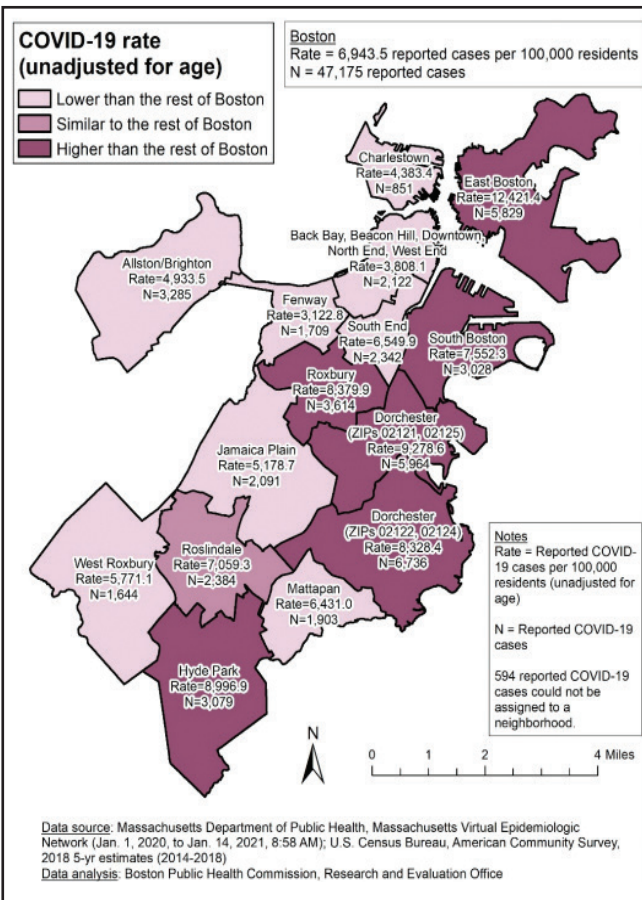 COVID-19 rate
(unadjusted for age)
Lower than the rest of Boston
Similar to the rest of Boston
Higher than the rest of Boston
Boston
Rate = 6,943.5 reported cases per 100,000 residents
N = 47,175 reported cases
Charlestown
Rate=4,383.4
N=851
East Boston
Rate=12,421.4
N=5,829
Back Bay, Beacon Hill, Downtown,
North End, West End
Rate=3,808.1
N=2,122
Allston/Brighton
Rate=4,933.5
N=3,285
Fenway
Rate=3,122.8
N=1,709
South End
Rate=6,549.9
N=2,342
South Boston
Rate=7,552.3
N=3,028
Roxbury
Rate=8,379.9
N=3,614
Dorchester
(ZIPs 02121, 02125)
Rate=9,278.6
N=5,964
Jamaica Plain
Rate=5,178.7
N=2,091
Dorchester
(ZIPs 02122, 02124)
Rate=8,328.4
N=6,736
West Roxbury
Rate=5,771.1
N=1,644
Roslindale
Rate=7,059.3
N=2,384
Mattapan
Rate=6,431.0
N=1,903
Hyde Park
Rate=8,996.9
N=3,079
Notes
Rate = Reported COVID-
19 cases per 100,000
residents (unadjusted for
age)
N = Reported COVID-19
cases
594 reported COVID-19
cases could not be
assigned to a
neighborhood.
N
0 1 2 4 Miles
Data source: Massachusetts Department of Public Health, Massachusetts Virtual Epidemiologic
Network (Jan. 1, 2020, to Jan. 14, 2021, 8:58 AM); U.S. Census Bureau, American Community Survey,
2018 5-yr estimates (2014-2018)
Data analysis: Boston Public Health Commission, Research and Evaluation Office